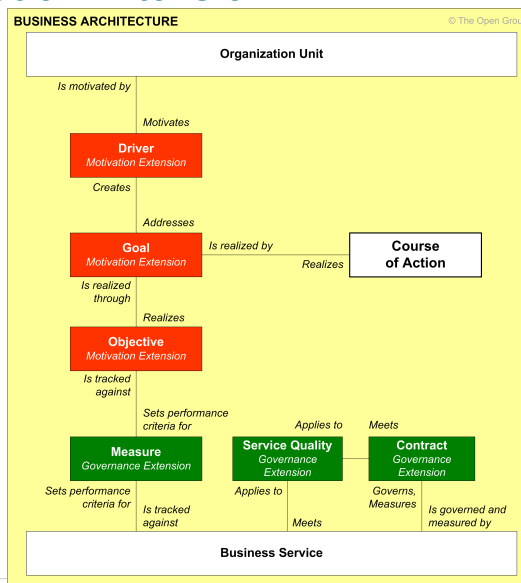 BUSINESS ARCHITECTURE
© The Open Grou
Organization Unit
Is motivated by
Motivates
Driver
Motivation Extension
Creates
Addresses
Goal
Motivation Extension
Is realized by
Realizes
Course
of Action
Is realized
through
Realizes
Objective
Motivation Extension
Is tracked
against
Sets performance
criteria for
Applies to
Meets
Measure
Governance Extension
Service Quality
Governance
Extension
Contract
Governance
Extension
Sets performance
criteria for
Is tracked
against
Applies to
Meets
Governs,
Measures
Is governed and
measured by
Business Service